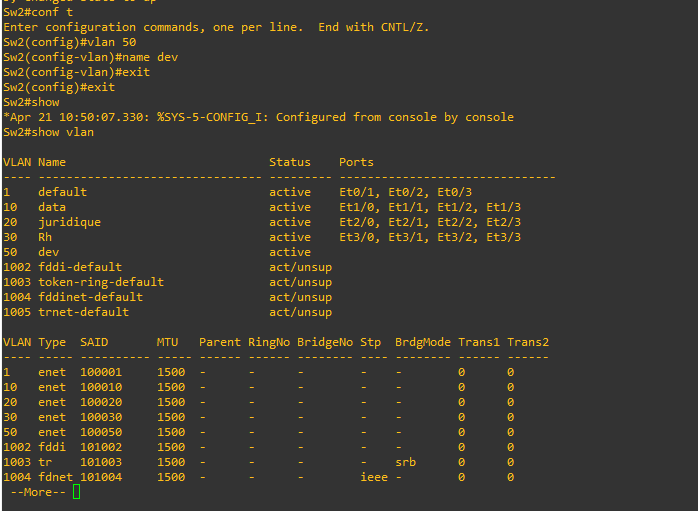 Sw2#conf t
Enter configuration commands, one per line.  End with CNTL/Z.
Sw2(config)#vlan 50
Sw2(config-vlan)#name dev
Sw2(config-vlan)#exit
Sw2(config)#exit
Sw2#show
*Apr 21 10:50:07.330: %SYS-5-CONFIG_I: Configured from console by console
Sw2#show vlan
VLAN Name                             Status    Ports
---- -------------------------------- --------- -------------------------------
1    default                          active    Et0/1, Et0/2, Et0/3
10   data                             active    Et1/0, Et1/1, Et1/2, Et1/3
20   juridique                        active    Et2/0, Et2/1, Et2/2, Et2/3
30   Rh                               active    Et3/0, Et3/1, Et3/2, Et3/3
50   dev                              active
1002 fddi-default                     act/unsup
1003 token-ring-default               act/unsup
1004 fddinet-default                  act/unsup
1005 trnet-default                    act/unsup
VLAN Type  SAID       MTU   Parent RingNo BridgeNo Stp  BrdgMode Trans1 Trans2
---- ----- ---------- ----- ------ ------ -------- ---- -------- ------ ------
1    enet  100001     1500  -      -      -        -    -        0      0
10   enet  100010     1500  -      -      -        -    -        0      0
20   enet  100020     1500  -      -      -        -    -        0      0
30   enet  100030     1500  -      -      -        -    -        0      0
50   enet  100050     1500  -      -      -        -    -        0      0
1002 fddi  101002     1500  -      -      -        -    -        0      0
1003 tr    101003     1500  -      -      -        -    srb      0      0
1004 fdnet 101004     1500  -      -      -        ieee -        0      0
 --More--